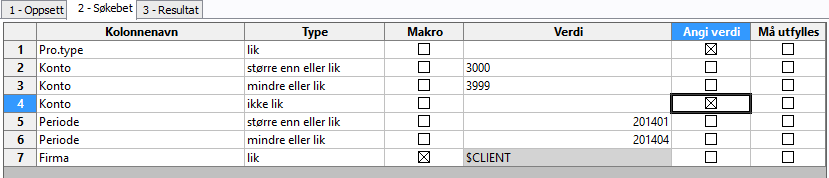 1 - Oppsett 2 - Søkebet 3 - Resultat
Kolonnenavn Type Makro Verdi Angi verdi Må utfylles
1 Pro.type lik
2 Konto større enn eller lik 3000
3 Konto mindre eller lik 3999
4 Konto ikke lik
5 Periode større enn eller lik 201401
6 Periode mindre eller lik 201404
7 Firma lik $CLIENT